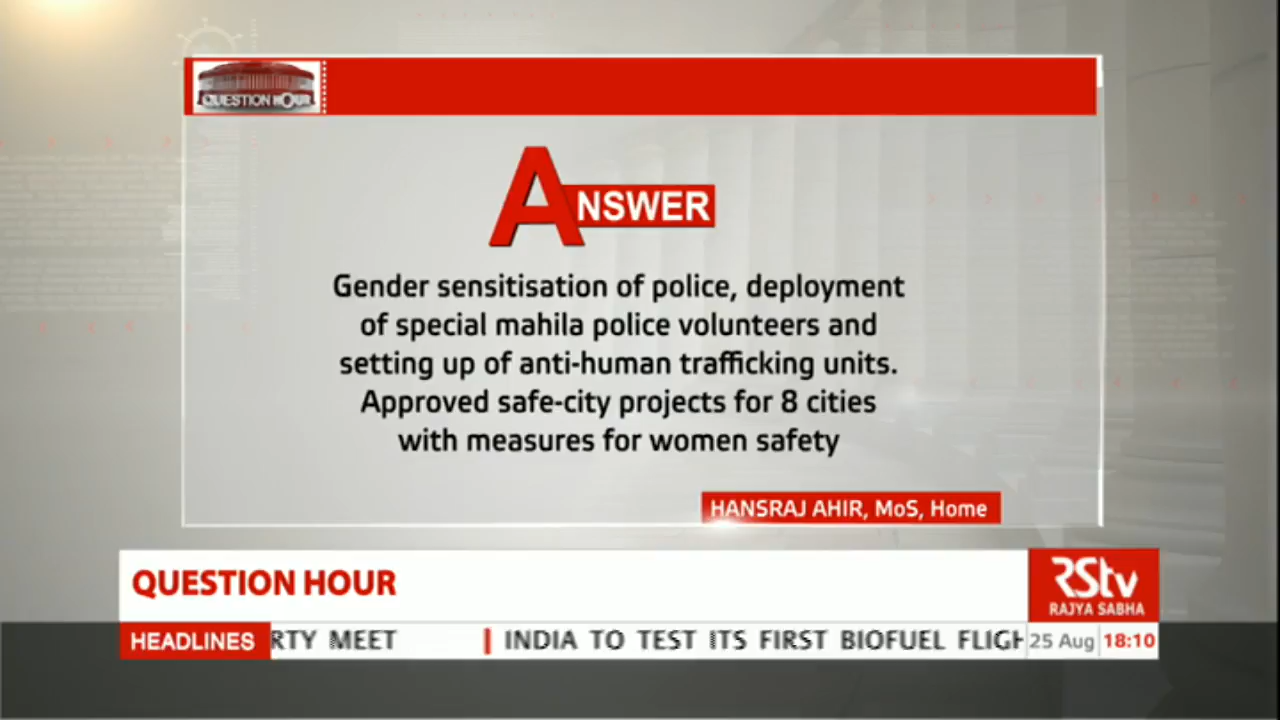 QUESTION HOUR
ANSWER
Gender sensitisation of police, deployment
of special mahila police volunteers and
setting up of anti-human trafficking units.
Approved safe-city projects for 8 cities
with measures for women safety
HANSRAJ AHIR, MoS, Home
QUESTION HOUR
RStv
RAJYA SABHA
HEADLINES RTY MEET | INDIA TO TEST ITS FIRST BIOFUEL FLIGH 25 Aug 18:10